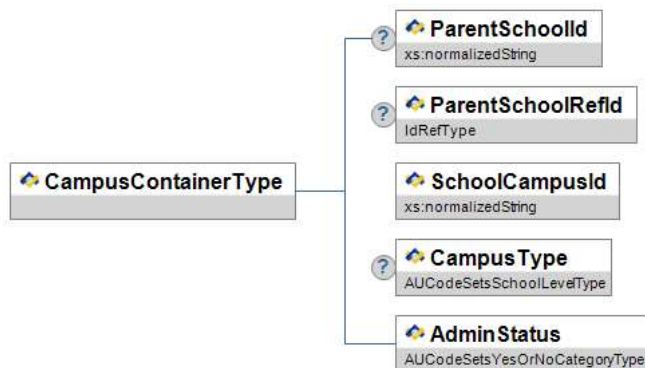 ? ParentSchoolId
xs:normalizedString
? ParentSchoolRefId
IdRefType
CampusContainerType
SchoolCampusId
xs:normalizedString
? CampusType
AUCodeSetsSchoolLevelType
AdminStatus
AUCodeSetsYesOrNoCategoryType